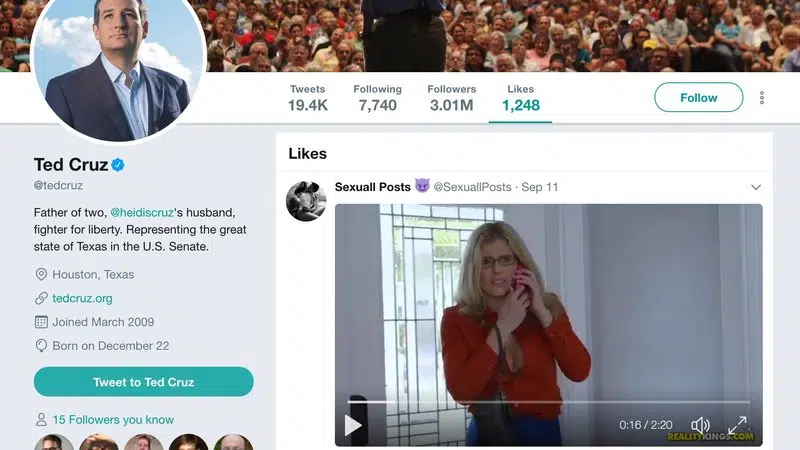 Tweets Following Followers Likes
19.4K 7,740 3.01M 1,248
Follow
Ted Cruz
@tedcruz
Father of two, @heidiscruz's husband,
fighter for liberty. Representing the great
state of Texas in the U.S. Senate.
Houston, Texas
tedcruz.org
Joined March 2009
Born on December 22
Tweet to Ted Cruz
15 Followers you know
Likes
Sexuall Posts 😈 @SexuallPosts · Sep 11
0:16 / 2:20
REALITYKINGS.COM